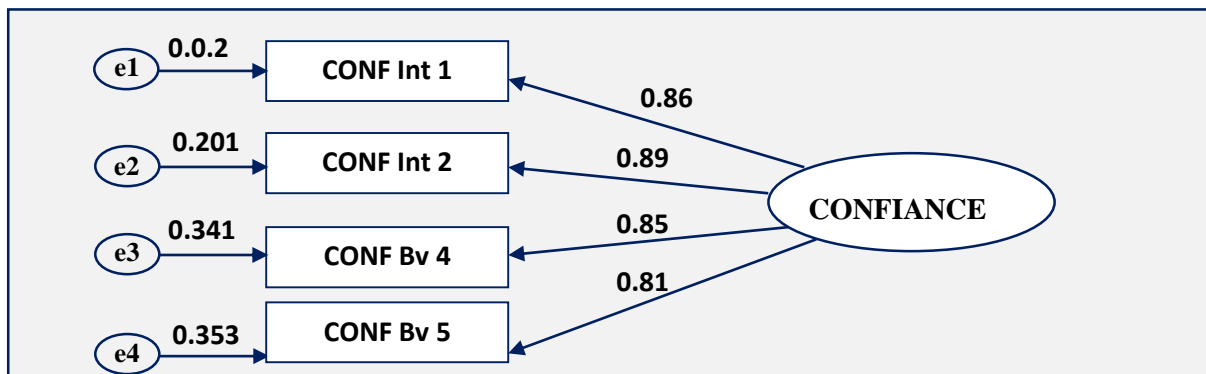 0.0.2
e1
CONF Int 1
0.86
0.201
e2
CONF Int 2
0.89
CONFIANCE
0.341
e3
CONF Bv 4
0.85
0.353
e4
CONF Bv 5
0.81